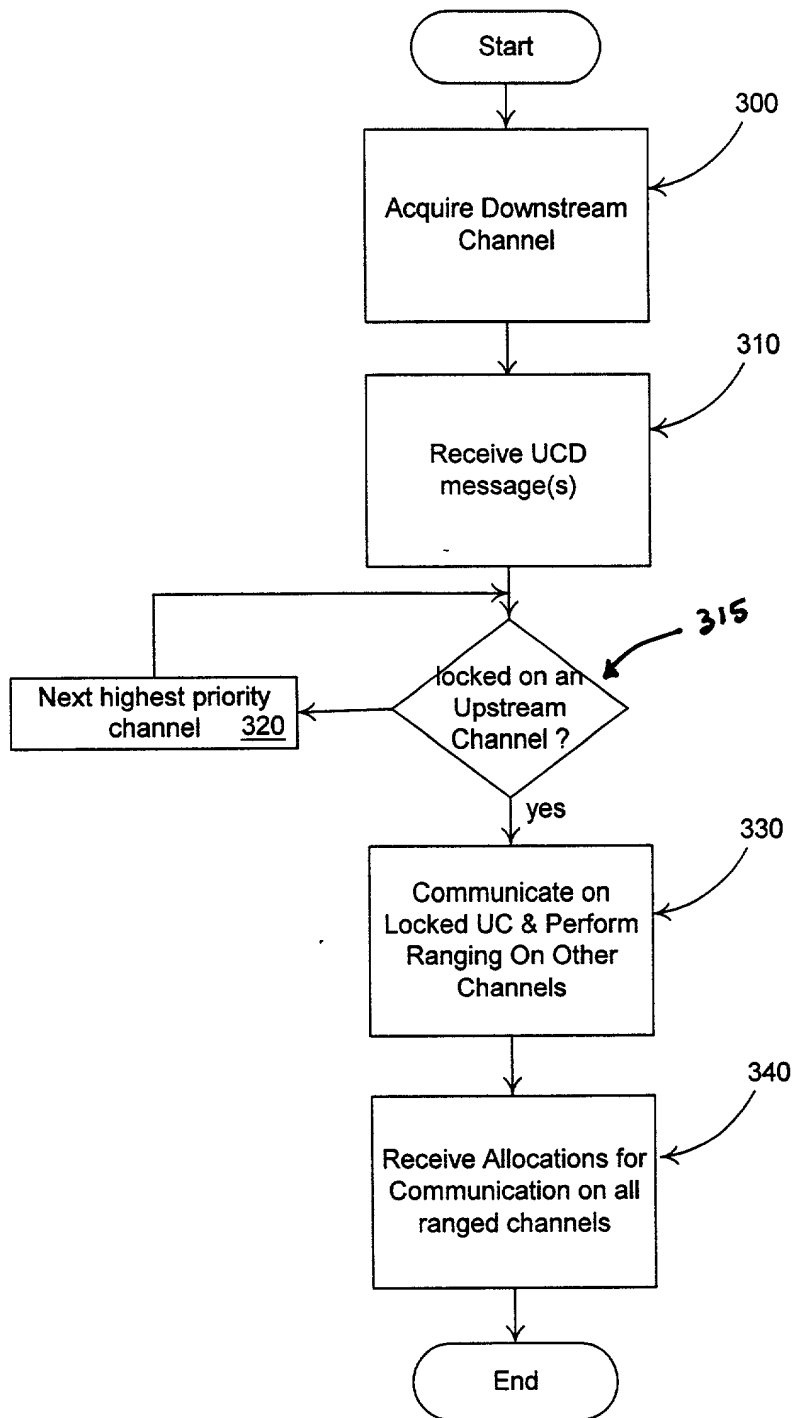 Start
300
Acquire Downstream
Channel
310
Receive UCD
message(s)
315
locked on an
Upstream
Channel ?
Next highest priority
channel 320
yes
330
Communicate on
Locked UC & Perform
Ranging On Other
Channels
340
Receive Allocations for
Communication on all
ranged channels
End